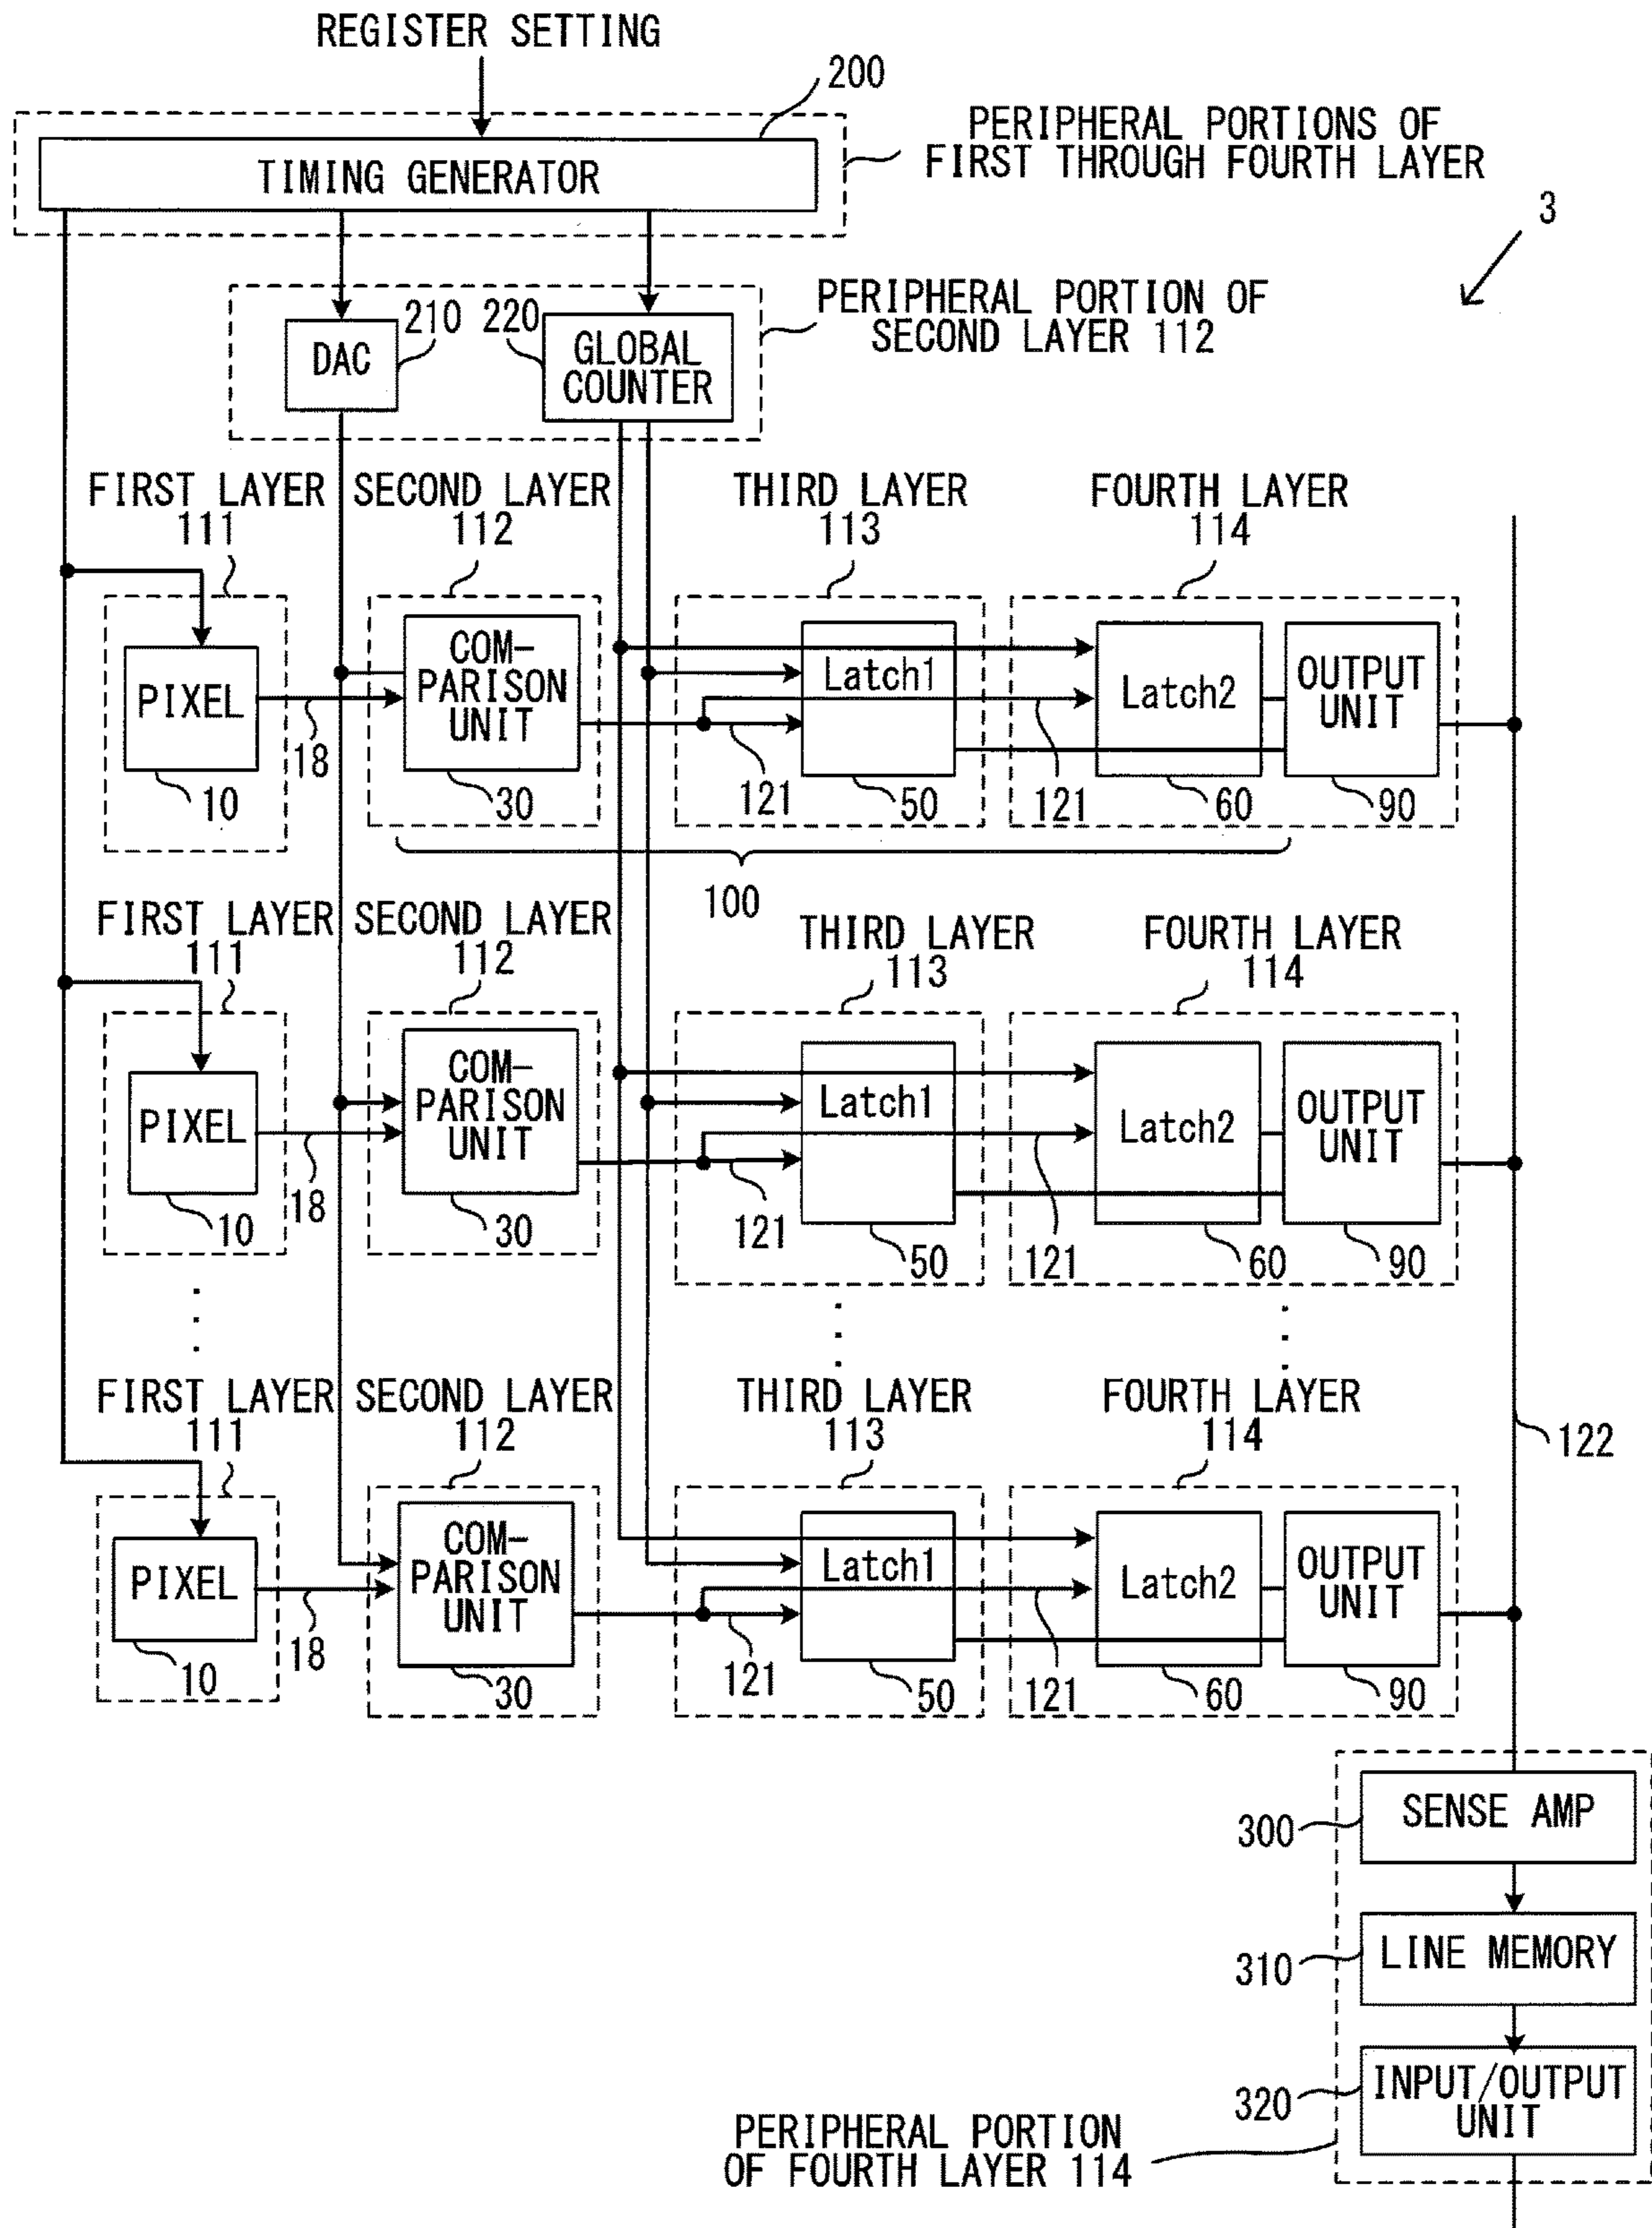 REGISTER SETTING
200
TIMING GENERATOR
PERIPHERAL PORTIONS OF
FIRST THROUGH FOURTH LAYER
3
DAC
210
220
GLOBAL
COUNTER
PERIPHERAL PORTION OF
SECOND LAYER 112
FIRST LAYER
111
SECOND LAYER
112
THIRD LAYER
113
FOURTH LAYER
114
PIXEL
10
18
COM-
PARISON
UNIT
30
121
Latch1
50
121
Latch2
60
OUTPUT
UNIT
90
100
FIRST LAYER
111
SECOND LAYER
112
THIRD LAYER
113
FOURTH LAYER
114
PIXEL
10
18
COM-
PARISON
UNIT
30
121
Latch1
50
121
Latch2
60
OUTPUT
UNIT
90
FIRST LAYER
111
SECOND LAYER
112
THIRD LAYER
113
FOURTH LAYER
114
122
PIXEL
10
18
COM-
PARISON
UNIT
30
121
Latch1
50
121
Latch2
60
OUTPUT
UNIT
90
300
SENSE AMP
310
LINE MEMORY
320
INPUT/OUTPUT
UNIT
PERIPHERAL PORTION
OF FOURTH LAYER 114